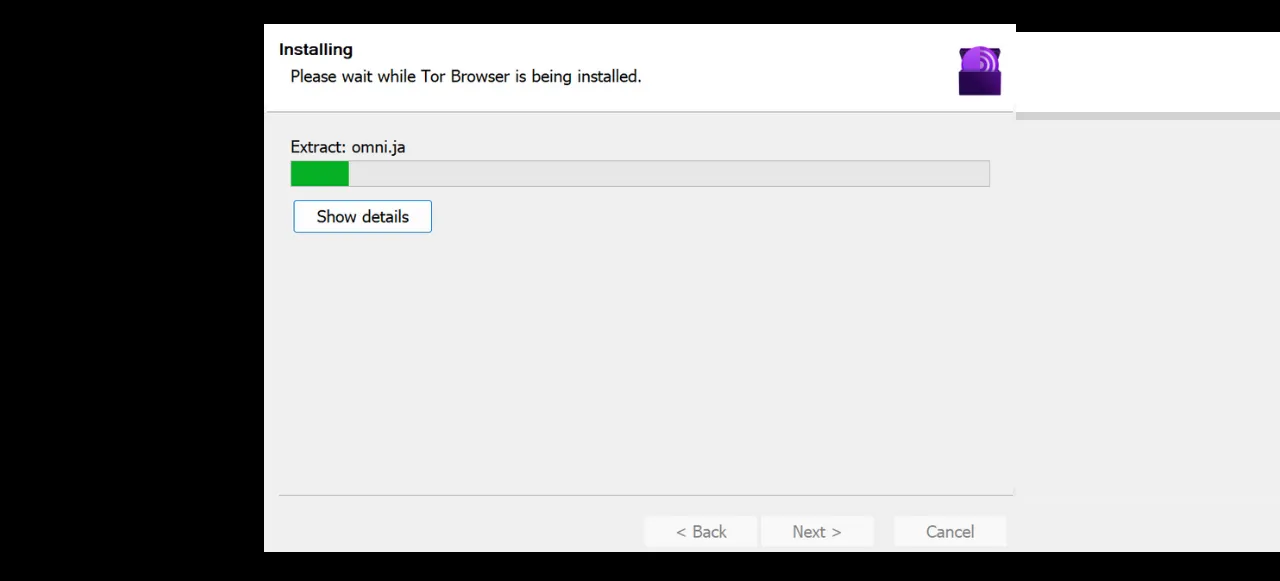 Installing
Please wait while Tor Browser is being installed.
Extract: omni.ja
Show details
< Back Next > Cancel